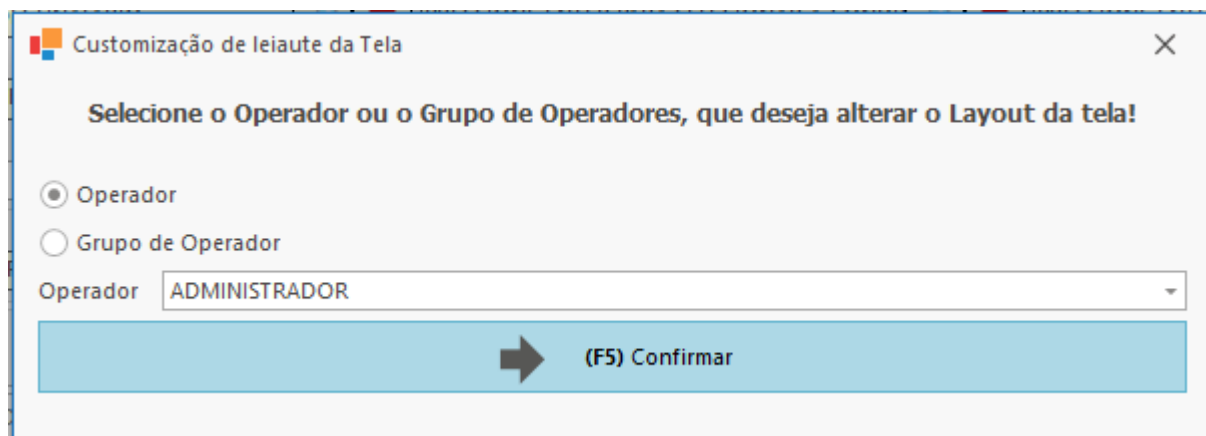 Customização de leiaute da Tela
Selecione o Operador ou o Grupo de Operadores, que deseja alterar o Layout da tela!
Operador
Grupo de Operador
Operador ADMINISTRADOR
(F5) Confirmar